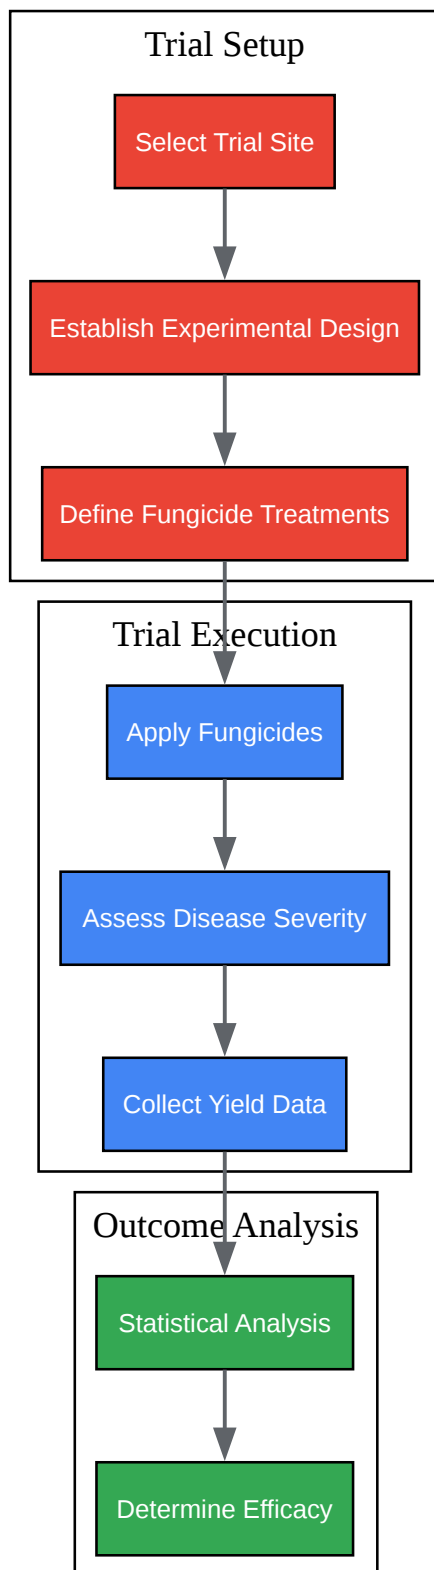 Trial Setup
Select Trial Site
Establish Experimental Design
Define Fungicide Treatments
Trial Execution
Apply Fungicides
Assess Disease Severity
Collect Yield Data
Outcome Analysis
Statistical Analysis
Determine Efficacy